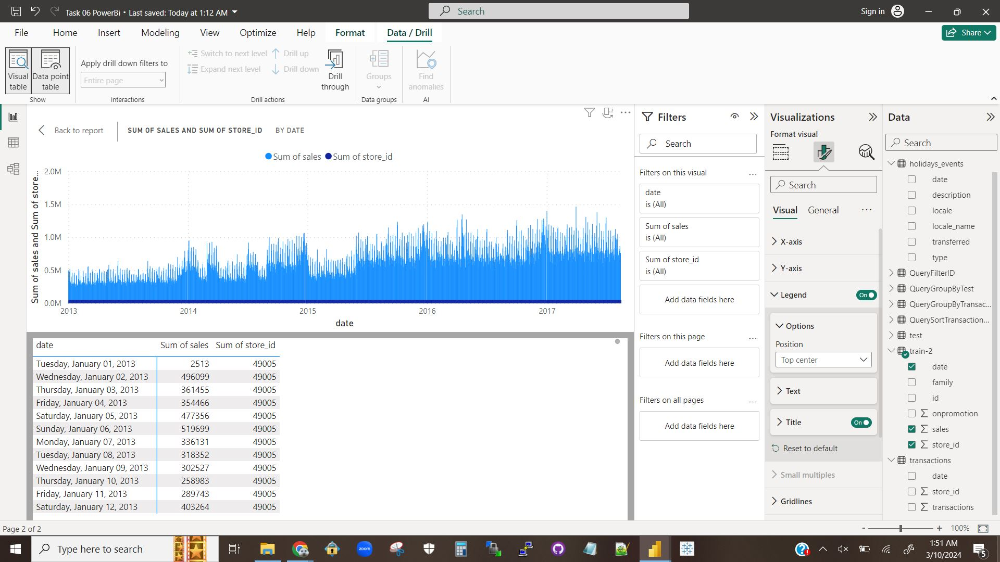 Task 06 PowerBi • Last saved: Today at 1:12 AM
Search
Sign in
File Home Insert Modeling View Optimize Help Format Data / Drill
Share
Visual table
Data point table
Show
Apply drill down filters to
Entire page
Interactions
Switch to next level
Expand next level
Drill up
Drill down
Drill actions
Drill through
Groups
Data groups
Find anomalies
AI
Back to report
SUM OF SALES AND SUM OF STORE_ID BY DATE
Sum of sales Sum of store_id
Sum of sales and Sum of store...
2.0M
1.5M
1.0M
0.5M
0.0M
2013 2014 2015 2016 2017
date
date Sum of sales Sum of store_id
Tuesday, January 01, 2013 2513 49005
Wednesday, January 02, 2013 496099 49005
Thursday, January 03, 2013 361455 49005
Friday, January 04, 2013 354466 49005
Saturday, January 05, 2013 477356 49005
Sunday, January 06, 2013 519699 49005
Monday, January 07, 2013 336131 49005
Tuesday, January 08, 2013 318352 49005
Wednesday, January 09, 2013 302527 49005
Thursday, January 10, 2013 258983 49005
Friday, January 11, 2013 289743 49005
Saturday, January 12, 2013 403264 49005
Filters
Search
Filters on this visual ...
date
is (All)
Sum of sales
is (All)
Sum of store_id
is (All)
Add data fields here
Filters on this page ...
Add data fields here
Filters on all pages ...
Add data fields here
Visualizations
Format visual
Search
Visual General ...
X-axis
Y-axis
Legend On
Options
Position
Top center
Text
Title On
Reset to default
Small multiples
Gridlines
Data
Search
holidays_events
date
description
locale
locale_name
transferred
type
QueryFilterID
QueryGroupByTest
QueryGroupByTransac...
QuerySortTransaction...
test
train-2
date
family
id
onpromotion
sales
store_id
transactions
date
store_id
transactions
Page 2 of 2
- + 100%
Type here to search
zoom
1:51 AM
3/10/2024
5